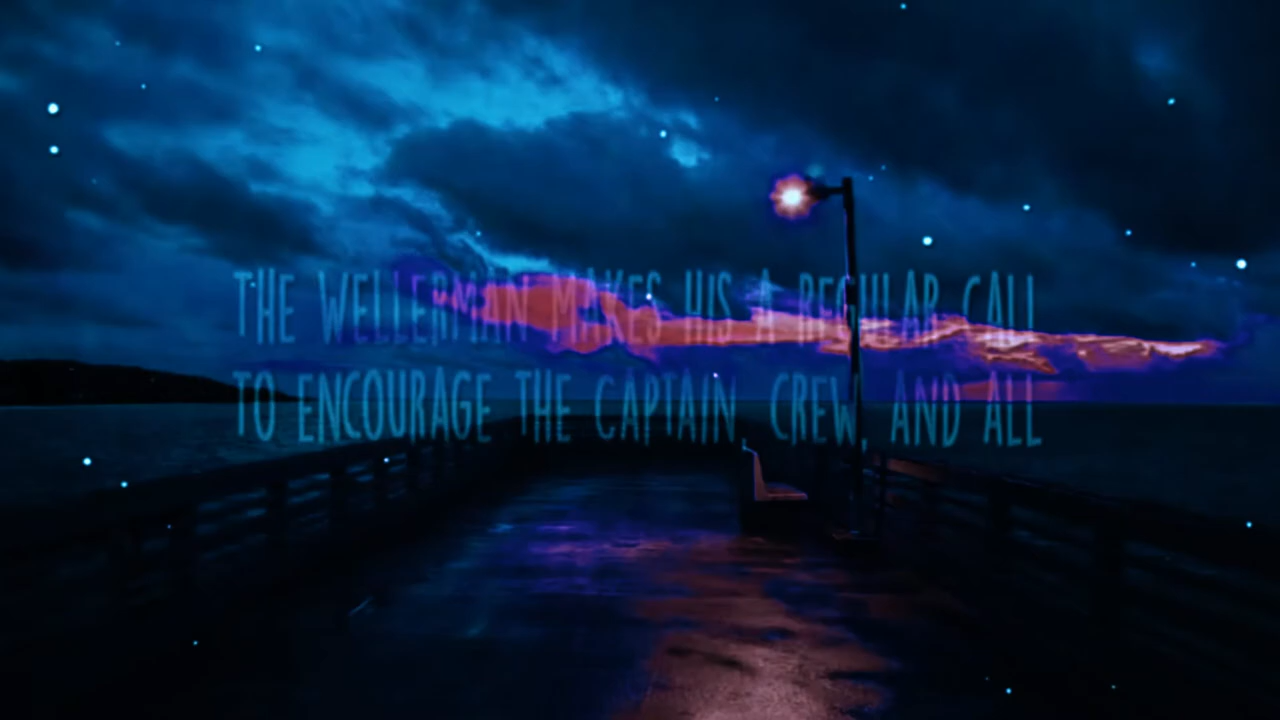 THE WELLERMAN MAKES HIS A REGULAR CALL
TO ENCOURAGE THE CAPTAIN, CREW, AND ALL